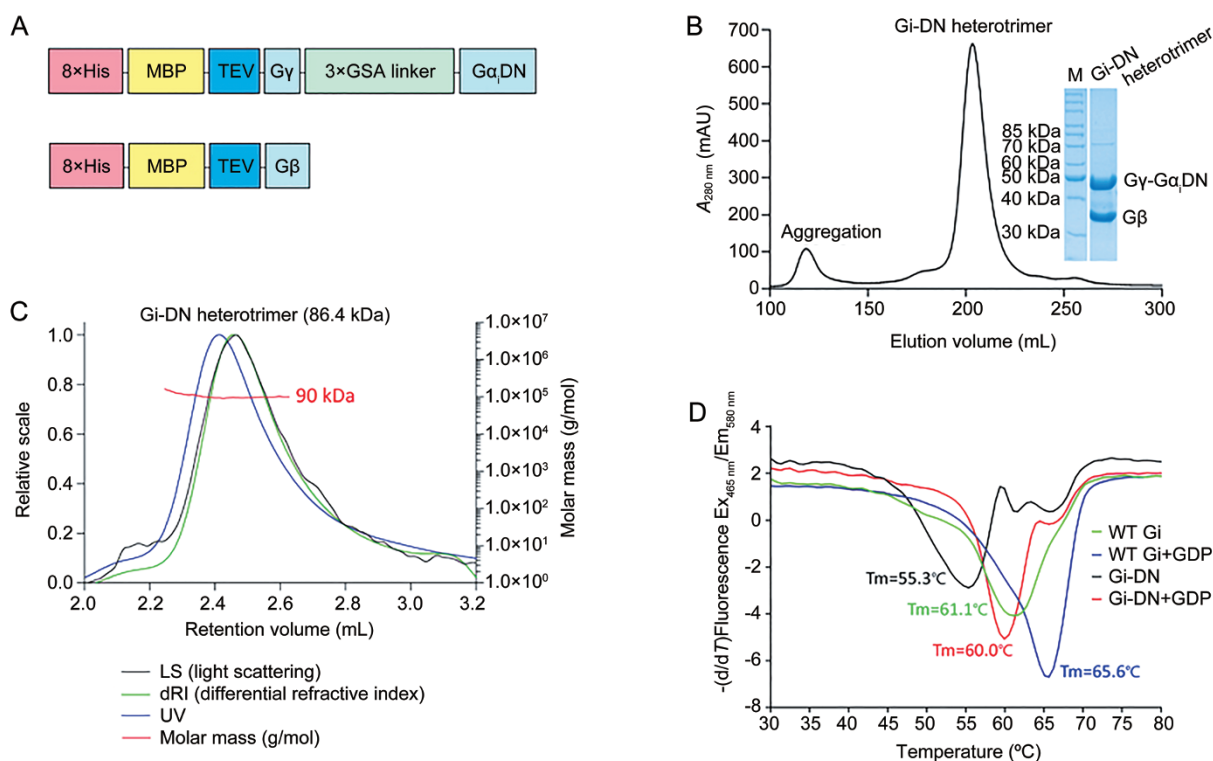 A
8×His MBP TEV Gγ 3×GSA linker GαᵢDN
8×His MBP TEV Gβ
B
Gi-DN heterotrimer
700
600
500
400
300
200
100
0
A280 nm (mAU)
Aggregation
100 150 200 250 300
Elution volume (mL)
M
Gi-DN
heterotrimer
85 kDa
70 kDa
60 kDa
50 kDa
40 kDa
30 kDa
Gγ-GαᵢDN
Gβ
C
Gi-DN heterotrimer (86.4 kDa)
1.0
0.8
0.6
0.4
0.2
0.0
Relative scale
90 kDa
1.0×10⁷
1.0×10⁶
1.0×10⁵
1.0×10⁴
1.0×10³
1.0×10²
1.0×10¹
1.0×10⁰
Molar mass (g/mol)
2.0 2.2 2.4 2.6 2.8 3.0 3.2
Retention volume (mL)
LS (light scattering)
dRI (differential refractive index)
UV
Molar mass (g/mol)
D
4
2
0
-2
-4
-6
-8
-(d/dT)Fluorescence Ex465 nm/Em580 nm
Tm=55.3℃
Tm=61.1℃
Tm=60.0℃
Tm=65.6℃
WT Gi
WT Gi+GDP
Gi-DN
Gi-DN+GDP
30 35 40 45 50 55 60 65 70 75 80
Temperature (ºC)